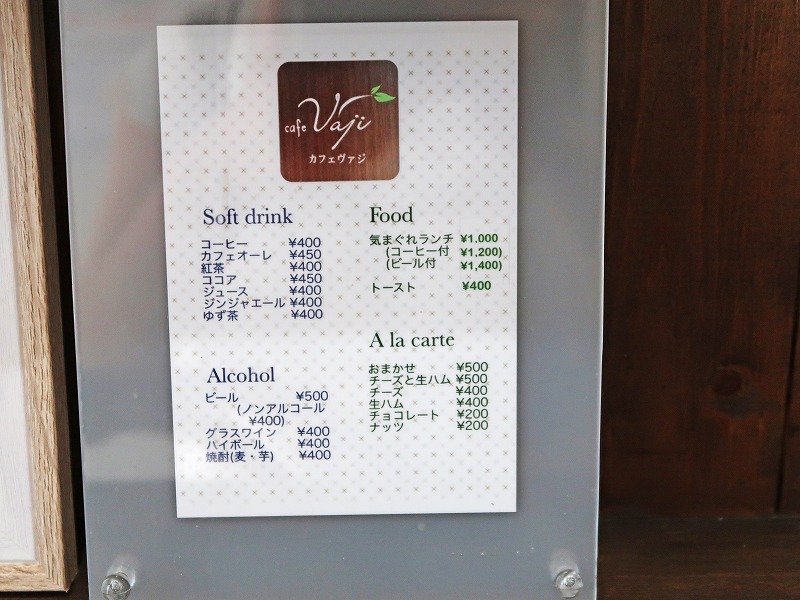 cafe Vaji
カフェヴァジ
Soft drink
コーヒー ¥400
カフェオーレ ¥450
紅茶 ¥400
ココア ¥450
ジュース ¥400
ジンジャエール ¥400
ゆず茶 ¥400
Alcohol
ビール ¥500
(ノンアルコール
¥400)
グラスワイン ¥400
ハイボール ¥400
焼酎(麦・芋) ¥400
Food
気まぐれランチ ¥1,000
(コーヒー付 ¥1,200)
(ビール付 ¥1,400)
トースト ¥400
A la carte
おまかせ ¥500
チーズと生ハム ¥500
チーズ ¥400
生ハム ¥400
チョコレート ¥200
ナッツ ¥200